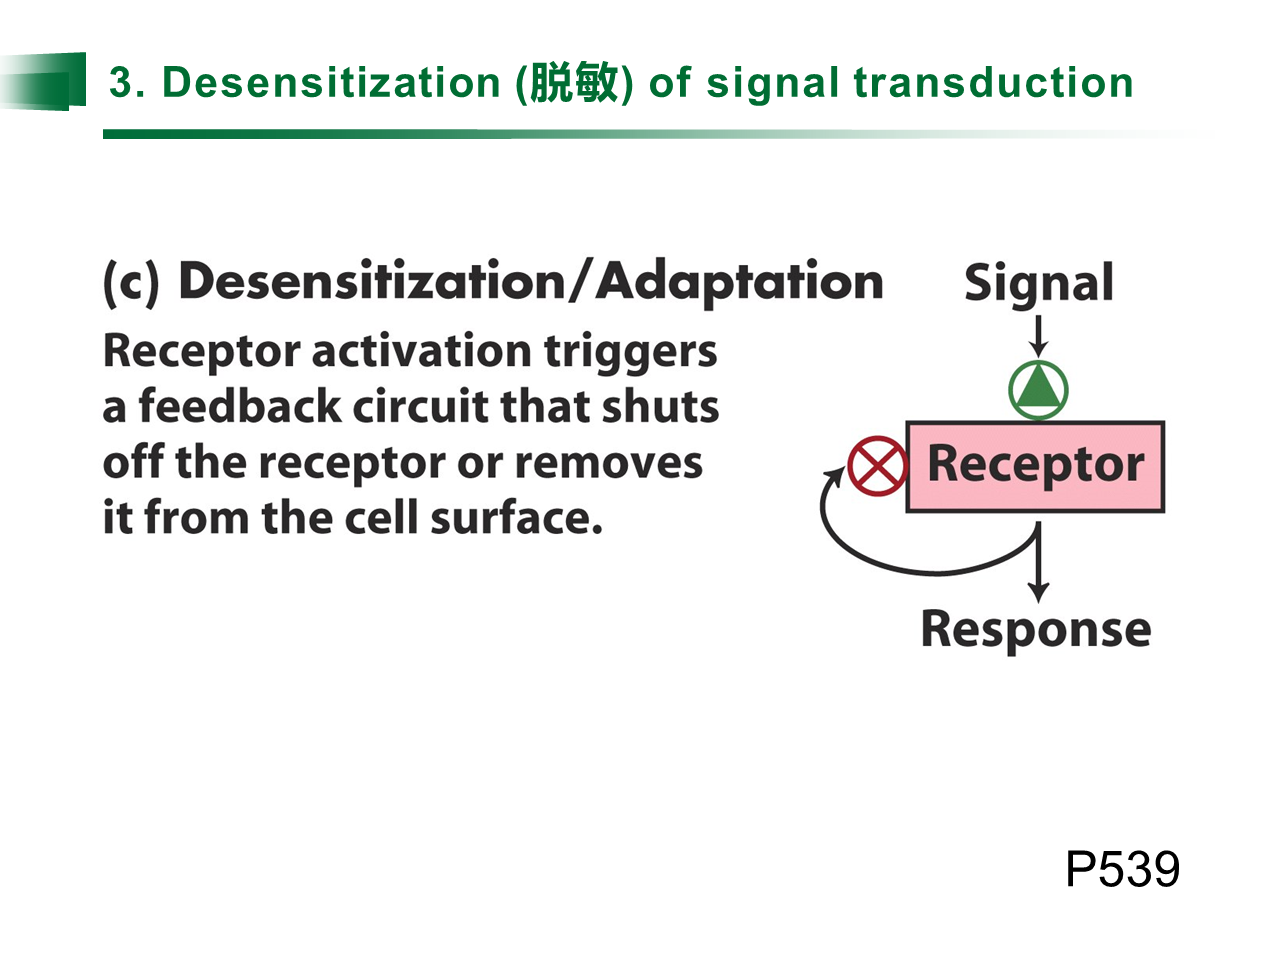 3. Desensitization (脱敏) of signal transduction
(c) Desensitization/Adaptation
Receptor activation triggers
a feedback circuit that shuts
off the receptor or removes
it from the cell surface.
Signal
Receptor
Response
P539